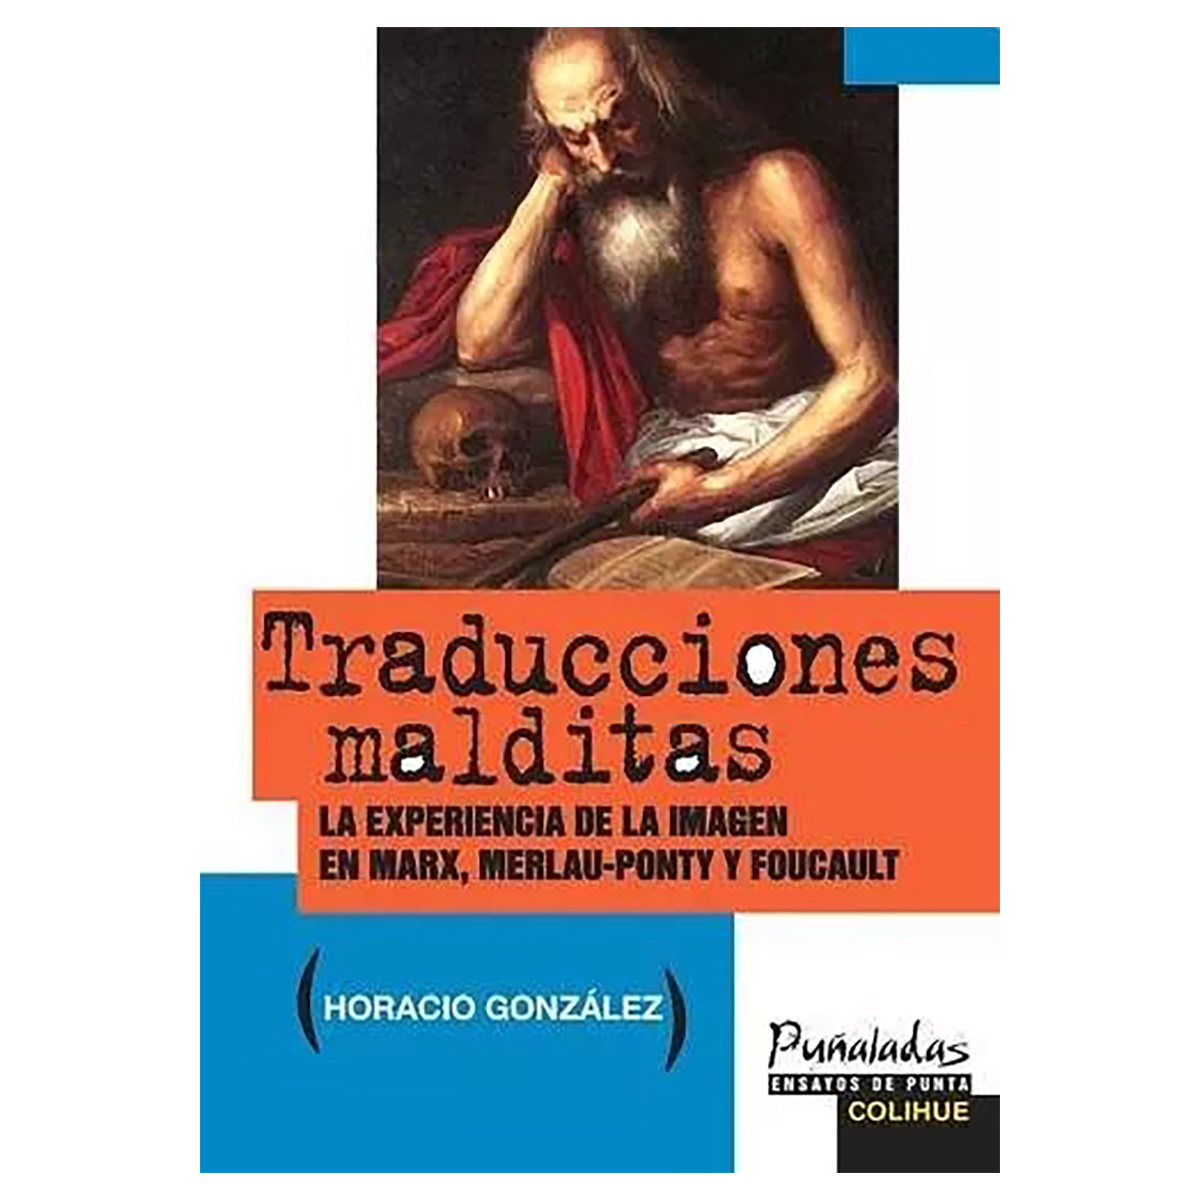 Traducciones
malditas
LA EXPERIENCIA DE LA IMAGEN
EN MARX, MERLAU-PONTY Y FOUCAULT
(HORACIO GONZÁLEZ)
Puñaladas
ENSAYOS DE PUNTA
COLIHUE